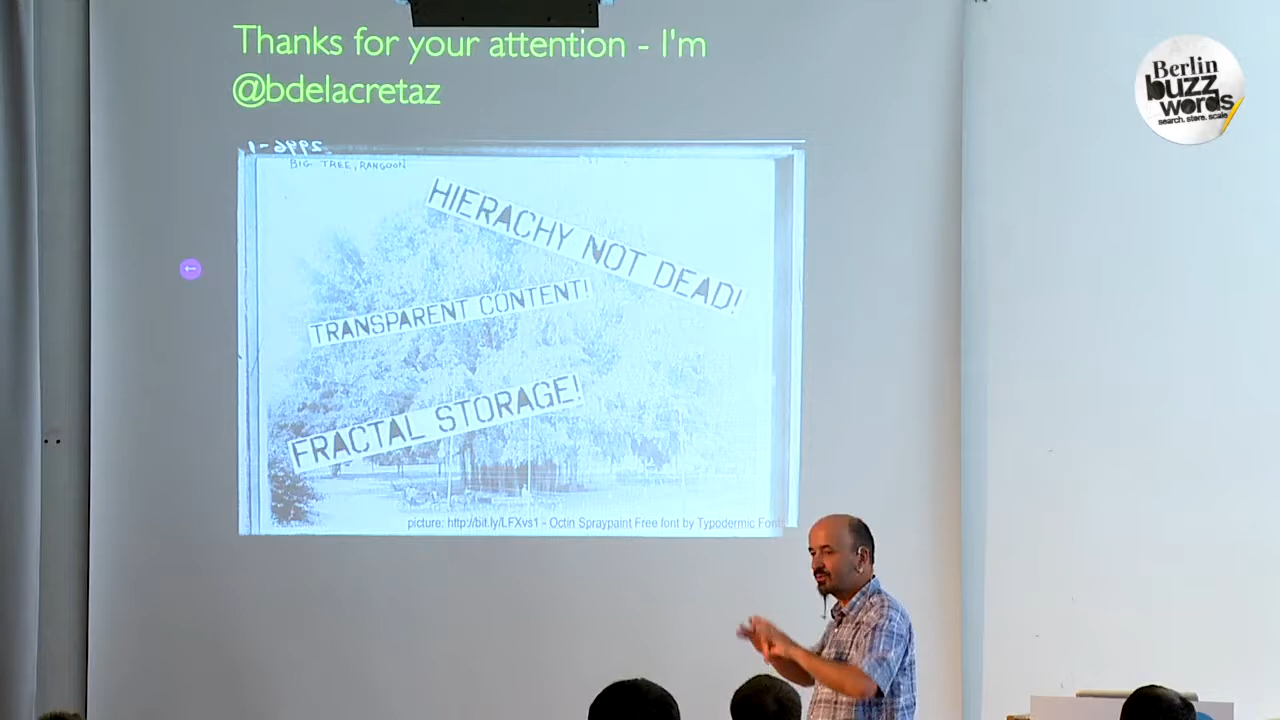 Thanks for your attention - I'm
@bdelacretaz
BIG TREE, RANGOON
HIERACHY NOT DEAD!
TRANSPARENT CONTENT!
FRACTAL STORAGE!
picture: http://bit.ly/LFXvs1 - Octin Spraypaint Free font by Typodermic Fonts
Berlin
buzz
words
search. store. scale